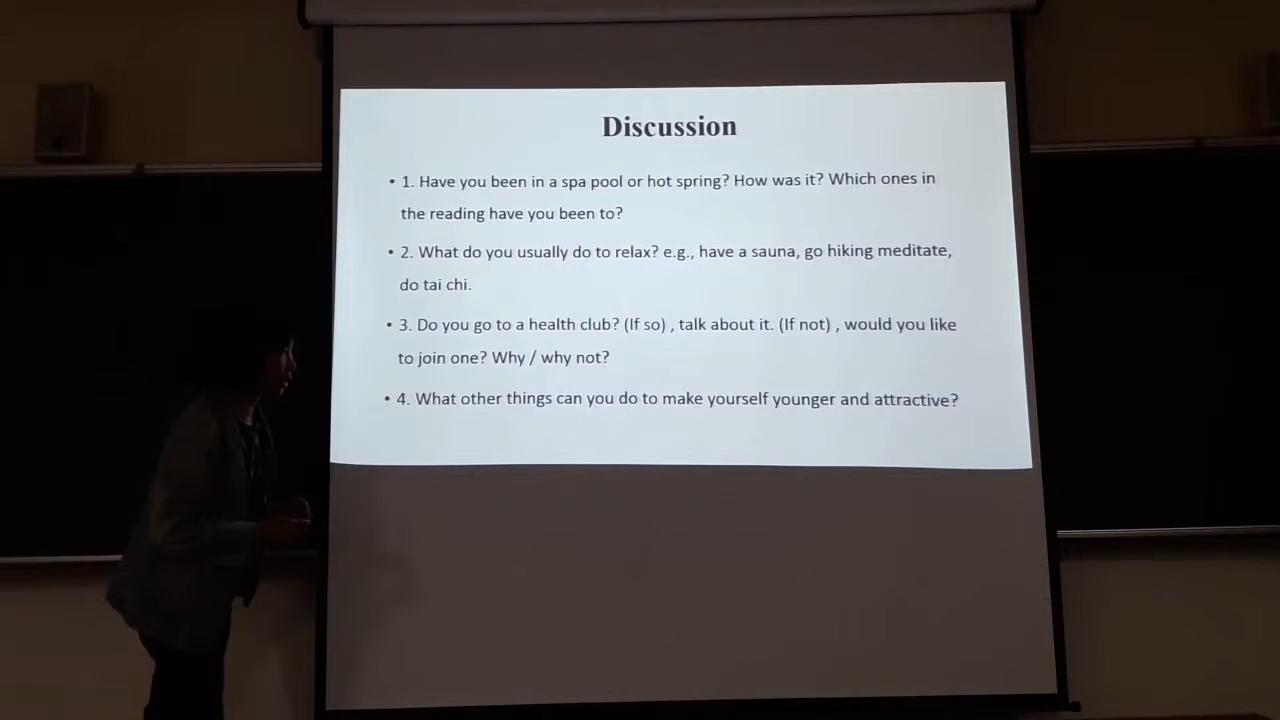 Discussion
• 1. Have you been in a spa pool or hot spring? How was it? Which ones in
the reading have you been to?
• 2. What do you usually do to relax? e.g., have a sauna, go hiking meditate,
do tai chi.
• 3. Do you go to a health club? (If so) , talk about it. (If not) , would you like
to join one? Why / why not?
• 4. What other things can you do to make yourself younger and attractive?